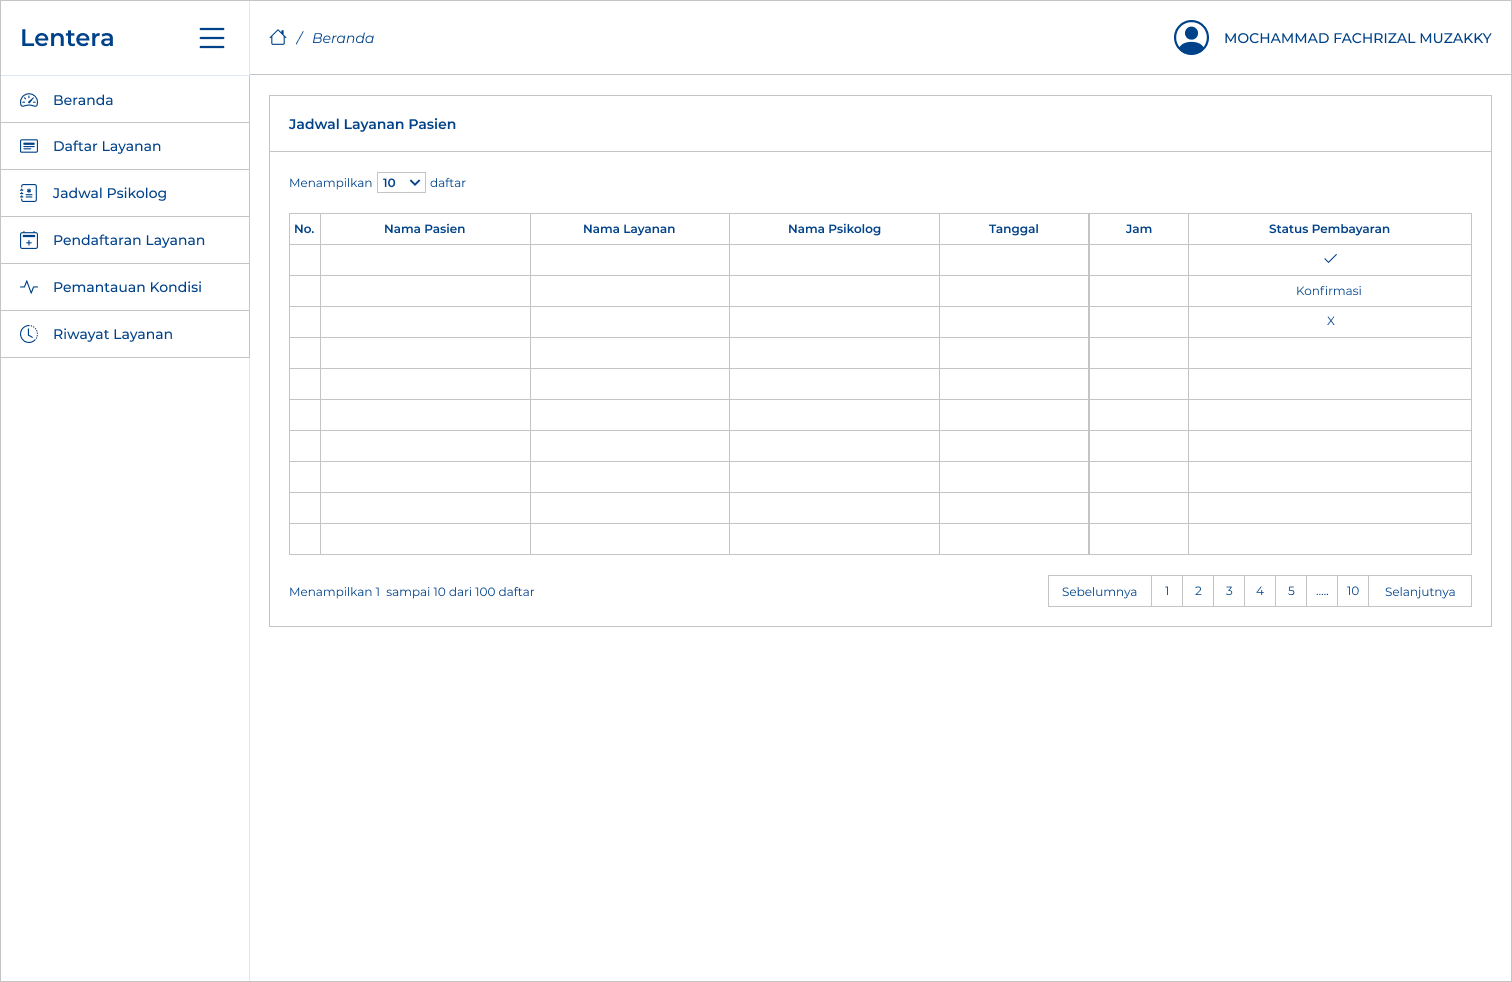 Lentera
/ Beranda
MOCHAMMAD FACHRIZAL MUZAKKY
Beranda
Daftar Layanan
Jadwal Psikolog
Pendaftaran Layanan
Pemantauan Kondisi
Riwayat Layanan
Jadwal Layanan Pasien
Menampilkan 10 daftar
No. Nama Pasien Nama Layanan Nama Psikolog Tanggal Jam Status Pembayaran
Konfirmasi
X
Menampilkan 1 sampai 10 dari 100 daftar
Sebelumnya 1 2 3 4 5 ..... 10 Selanjutnya